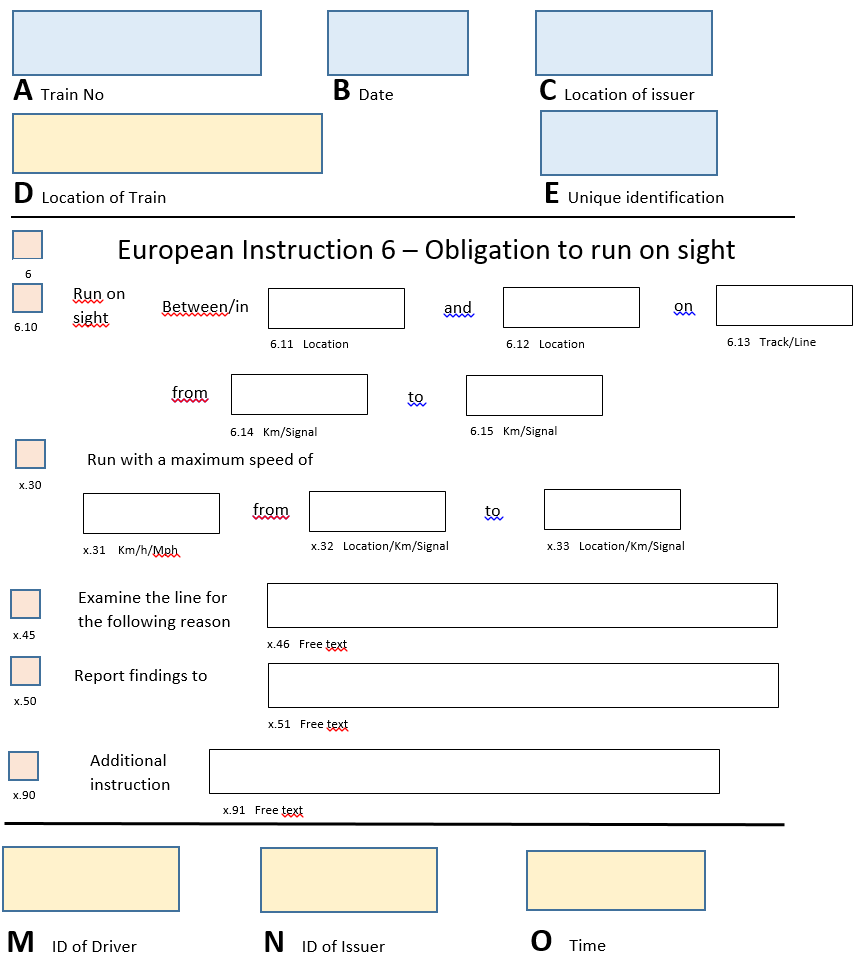 A Train No
B Date
C Location of issuer
D Location of Train
E Unique identification
6
European Instruction 6 – Obligation to run on sight
6.10
Run on
sight
Between/in
and
on
6.11 Location
6.12 Location
6.13 Track/Line
from
to
6.14 Km/Signal
6.15 Km/Signal
x.30
Run with a maximum speed of
from
to
x.31 Km/h/Mph
x.32 Location/Km/Signal
x.33 Location/Km/Signal
x.45
Examine the line for
the following reason
x.46 Free text
x.50
Report findings to
x.51 Free text
x.90
Additional
instruction
x.91 Free text
M ID of Driver
N ID of Issuer
O Time